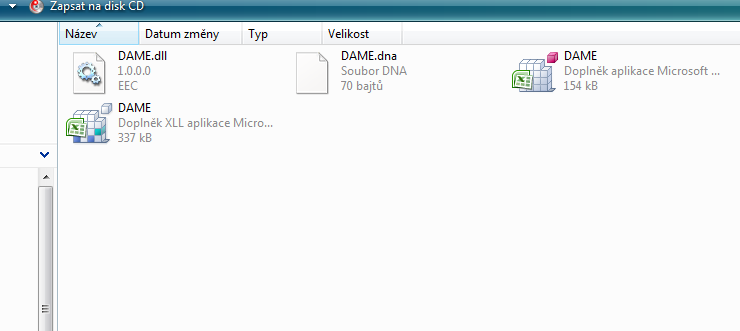 Zapsat na disk CD
Název Datum změny Typ Velikost
DAME.dll
1.0.0.0
EEC
DAME.dna
Soubor DNA
70 bajtů
DAME
Doplněk aplikace Microsoft ...
154 kB
DAME
Doplněk XLL aplikace Micro...
337 kB